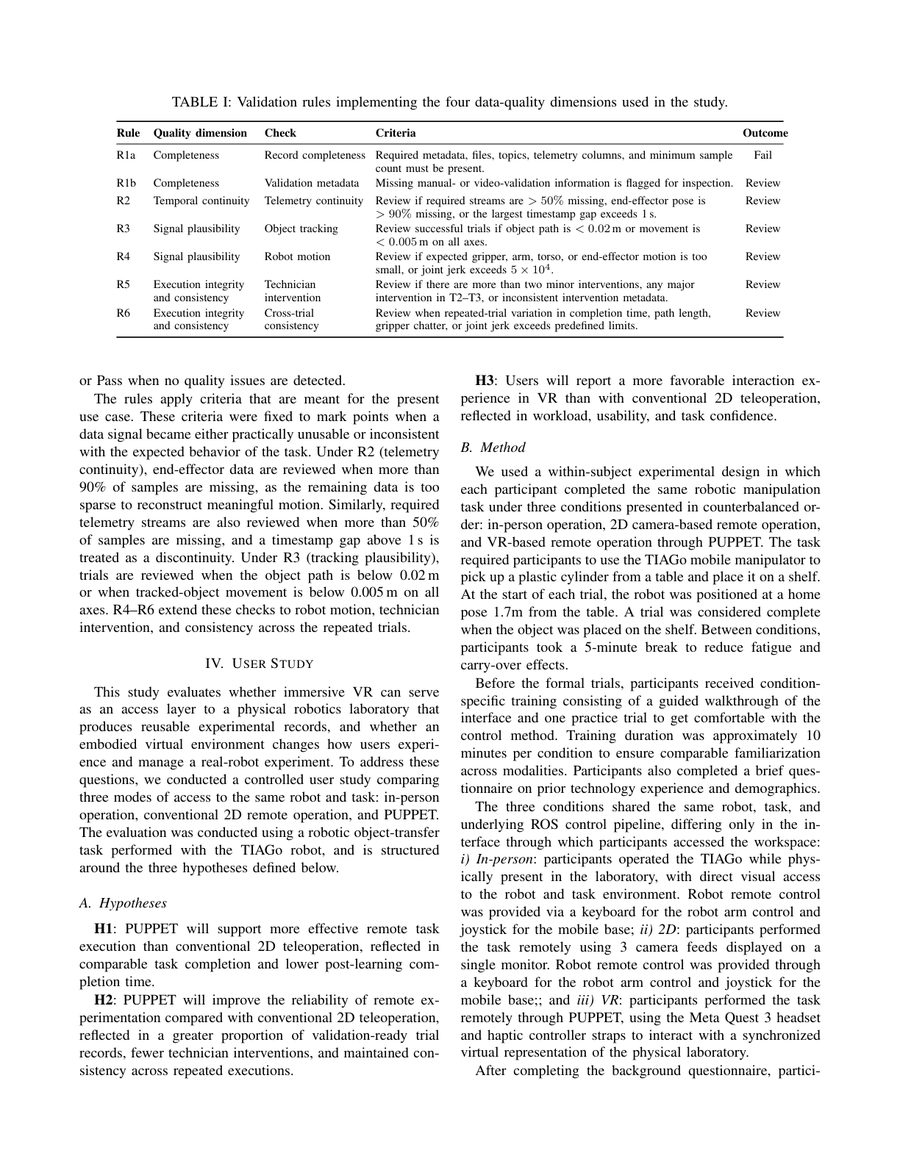 TABLE I: Validation rules implementing the four data-quality dimensions used in the study.
Rule Quality dimension Check Criteria Outcome
R1a Completeness Record completeness Required metadata, files, topics, telemetry columns, and minimum sample Fail
count must be present.
R1b Completeness Validation metadata Missing manual- or video-validation information is flagged for inspection. Review
R2 Temporal continuity Telemetry continuity Review if required streams are > 50% missing, end-effector pose is Review
> 90% missing, or the largest timestamp gap exceeds 1 s.
R3 Signal plausibility Object tracking Review successful trials if object path is < 0.02 m or movement is Review
< 0.005 m on all axes.
R4 Signal plausibility Robot motion Review if expected gripper, arm, torso, or end-effector motion is too Review
small, or joint jerk exceeds 5 × 10⁴.
R5 Execution integrity Technician Review if there are more than two minor interventions, any major Review
and consistency intervention intervention in T2–T3, or inconsistent intervention metadata.
R6 Execution integrity Cross-trial Review when repeated-trial variation in completion time, path length, Review
and consistency consistency gripper chatter, or joint jerk exceeds predefined limits.
or Pass when no quality issues are detected.
The rules apply criteria that are meant for the present
use case. These criteria were fixed to mark points when a
data signal became either practically unusable or inconsistent
with the expected behavior of the task. Under R2 (telemetry
continuity), end-effector data are reviewed when more than
90% of samples are missing, as the remaining data is too
sparse to reconstruct meaningful motion. Similarly, required
telemetry streams are also reviewed when more than 50%
of samples are missing, and a timestamp gap above 1 s is
treated as a discontinuity. Under R3 (tracking plausibility),
trials are reviewed when the object path is below 0.02 m
or when tracked-object movement is below 0.005 m on all
axes. R4–R6 extend these checks to robot motion, technician
intervention, and consistency across the repeated trials.
IV. USER STUDY
This study evaluates whether immersive VR can serve
as an access layer to a physical robotics laboratory that
produces reusable experimental records, and whether an
embodied virtual environment changes how users experi-
ence and manage a real-robot experiment. To address these
questions, we conducted a controlled user study comparing
three modes of access to the same robot and task: in-person
operation, conventional 2D remote operation, and PUPPET.
The evaluation was conducted using a robotic object-transfer
task performed with the TIAGo robot, and is structured
around the three hypotheses defined below.
A. Hypotheses
H1: PUPPET will support more effective remote task
execution than conventional 2D teleoperation, reflected in
comparable task completion and lower post-learning com-
pletion time.
H2: PUPPET will improve the reliability of remote ex-
perimentation compared with conventional 2D teleoperation,
reflected in a greater proportion of validation-ready trial
records, fewer technician interventions, and maintained con-
sistency across repeated executions.
H3: Users will report a more favorable interaction ex-
perience in VR than with conventional 2D teleoperation,
reflected in workload, usability, and task confidence.
B. Method
We used a within-subject experimental design in which
each participant completed the same robotic manipulation
task under three conditions presented in counterbalanced or-
der: in-person operation, 2D camera-based remote operation,
and VR-based remote operation through PUPPET. The task
required participants to use the TIAGo mobile manipulator to
pick up a plastic cylinder from a table and place it on a shelf.
At the start of each trial, the robot was positioned at a home
pose 1.7m from the table. A trial was considered complete
when the object was placed on the shelf. Between conditions,
participants took a 5-minute break to reduce fatigue and
carry-over effects.
Before the formal trials, participants received condition-
specific training consisting of a guided walkthrough of the
interface and one practice trial to get comfortable with the
control method. Training duration was approximately 10
minutes per condition to ensure comparable familiarization
across modalities. Participants also completed a brief ques-
tionnaire on prior technology experience and demographics.
The three conditions shared the same robot, task, and
underlying ROS control pipeline, differing only in the in-
terface through which participants accessed the workspace:
i) In-person: participants operated the TIAGo while phys-
ically present in the laboratory, with direct visual access
to the robot and task environment. Robot remote control
was provided via a keyboard for the robot arm control and
joystick for the mobile base; ii) 2D: participants performed
the task remotely using 3 camera feeds displayed on a
single monitor. Robot remote control was provided through
a keyboard for the robot arm control and joystick for the
mobile base;; and iii) VR: participants performed the task
remotely through PUPPET, using the Meta Quest 3 headset
and haptic controller straps to interact with a synchronized
virtual representation of the physical laboratory.
After completing the background questionnaire, partici-